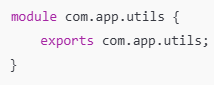 module com.app.utils {
    exports com.app.utils;
}